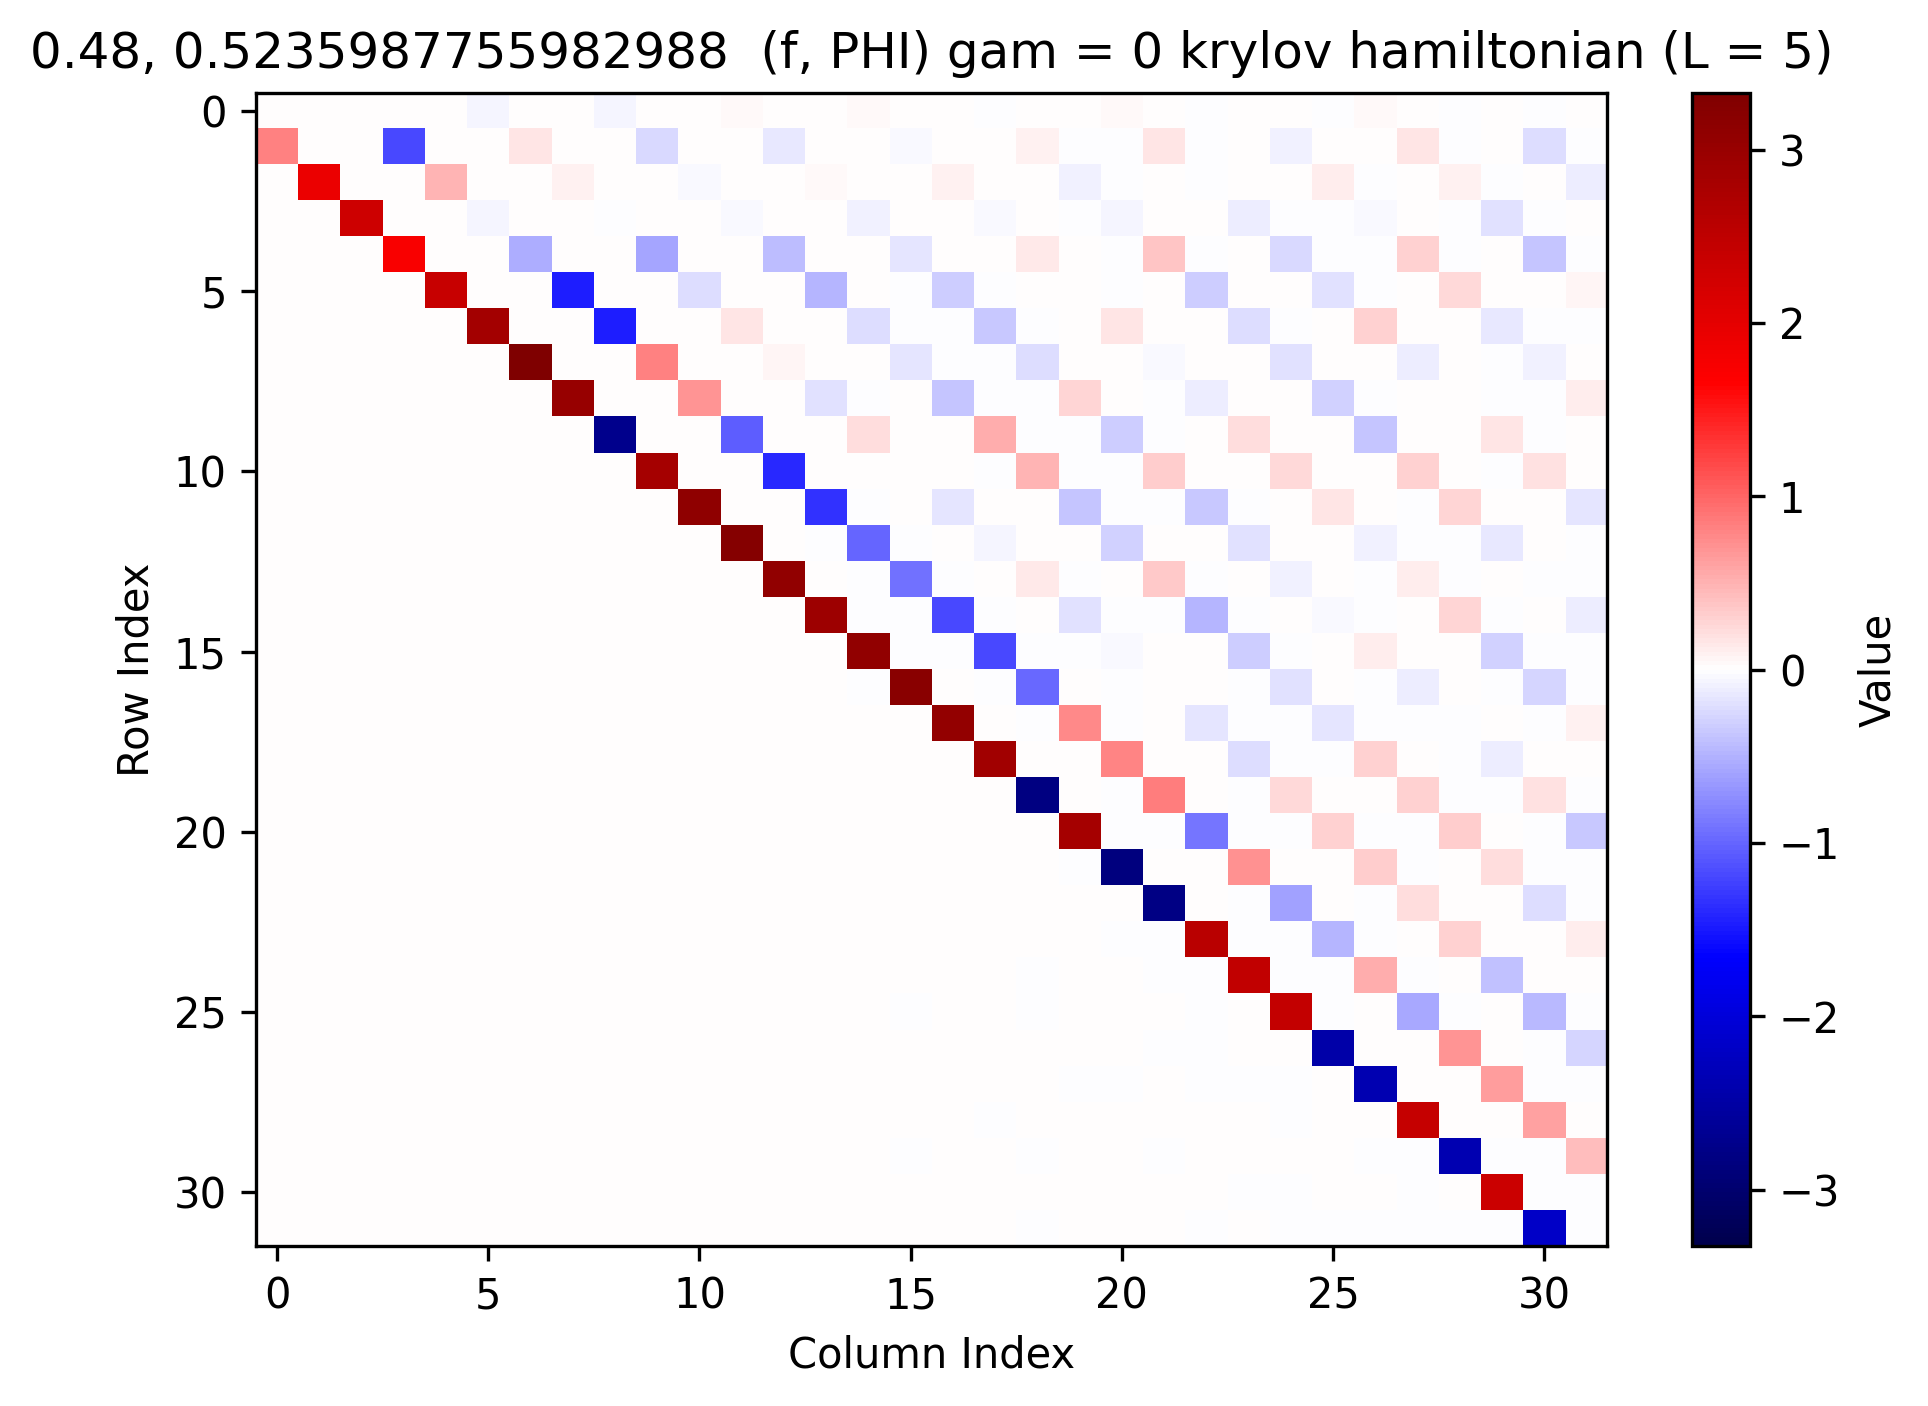 0.48, 0.5235987755982988  (f, PHI) gam = 0 krylov hamiltonian (L = 5)
0
5
10
15
20
25
30
Row Index
0 5 10 15 20 25 30
Column Index
3
2
1
0
−1
−2
−3
Value